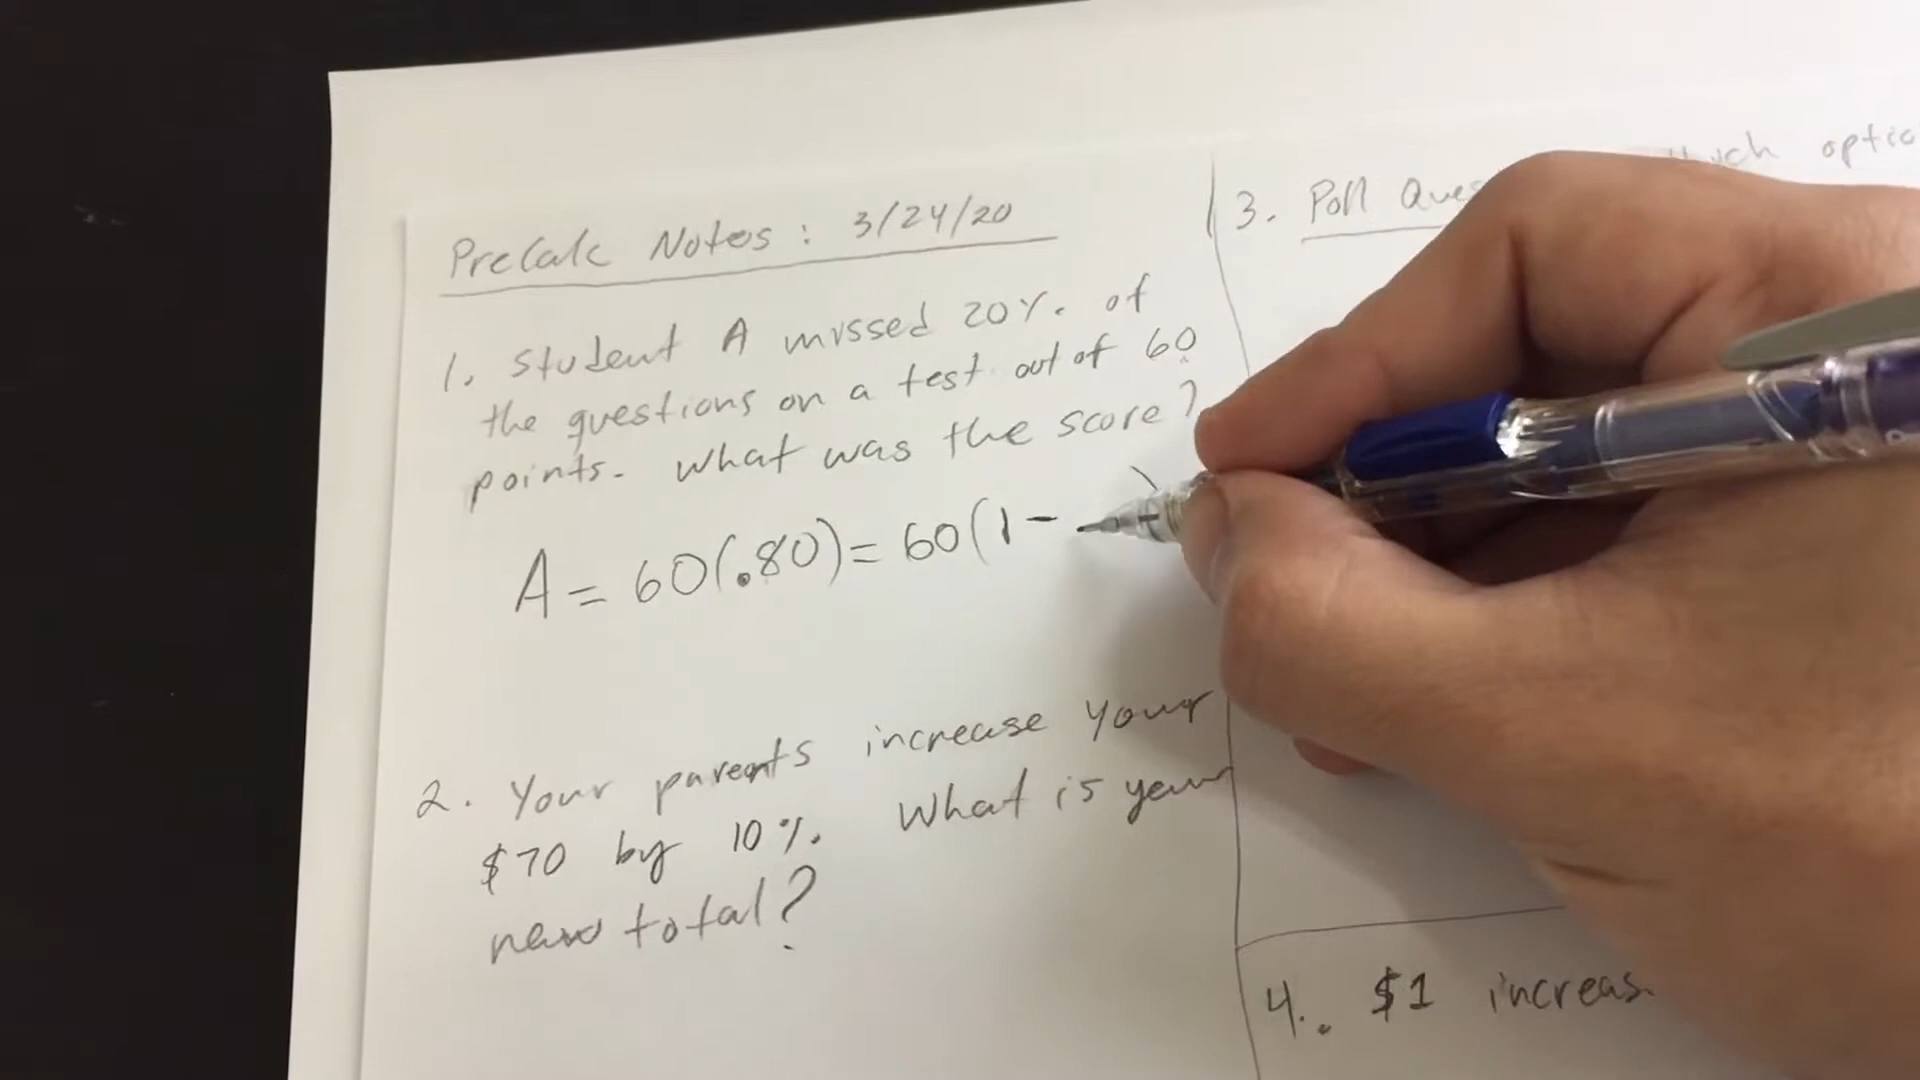 PreCalc Notes: 3/24/20
1. Student A missed 20%. of
the questions on a test out of 60
points. What was the score?
A = 60(.80) = 60(1 -
2. Your parents increase your
$70 by 10%. What is your
new total?
3. Poll Ques
optio
4. $1 increas